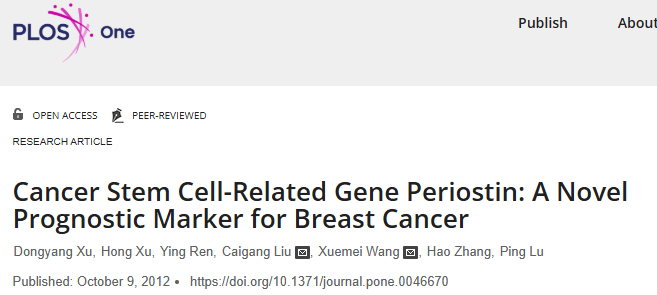 PLOS One
Publish
About
OPEN ACCESS PEER-REVIEWED
RESEARCH ARTICLE
Cancer Stem Cell-Related Gene Periostin: A Novel
Prognostic Marker for Breast Cancer
Dongyang Xu, Hong Xu, Ying Ren, Caigang Liu, Xuemei Wang, Hao Zhang, Ping Lu
Published: October 9, 2012 • https://doi.org/10.1371/journal.pone.0046670